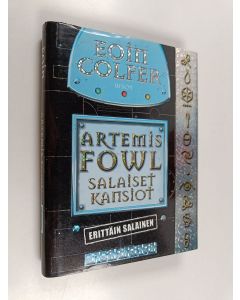 EOIN
COLFER
ARTEMIS
FOWL
SALAISET
KANSIOT
ERITTÄIN SALAINEN